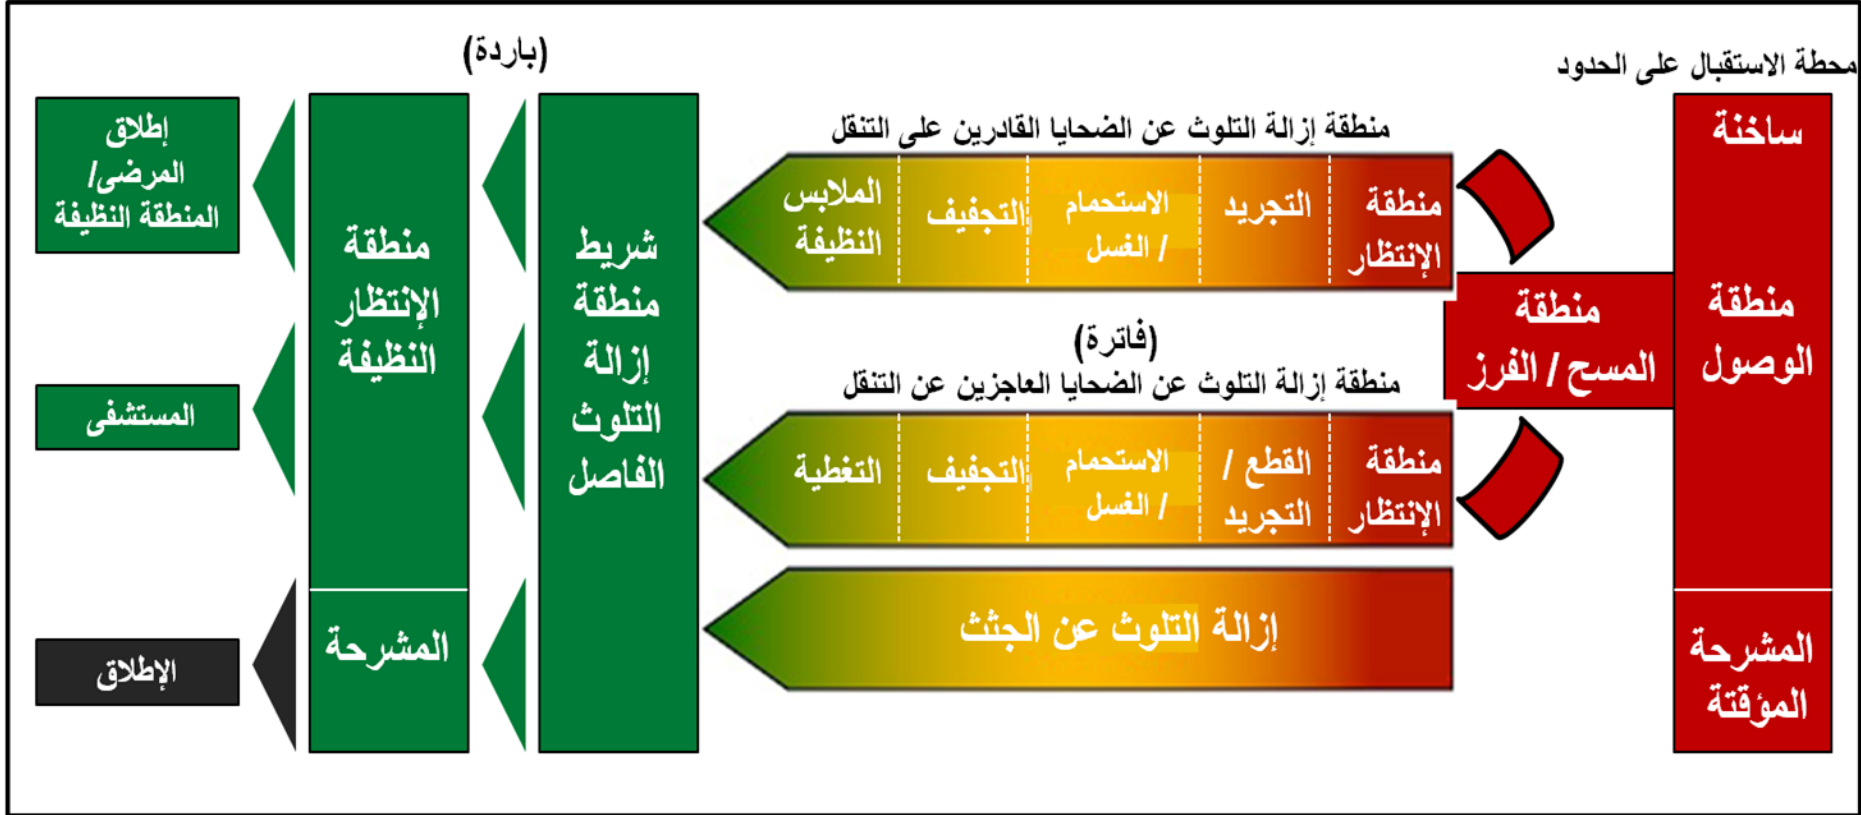 محطة الاستقبال على الحدود
ساخنة
منطقة
الوصول
المشرحة
المؤقتة
منطقة
المسح / الفرز
منطقة إزالة التلوث عن الضحايا القادرين على التنقل
منطقة
الإنتظار
التجريد
الاستحمام
/ الغسل
التجفيف
الملابس
النظيفة
(فاترة)
منطقة إزالة التلوث عن الضحايا العاجزين عن التنقل
منطقة
الإنتظار
القطع /
التجريد
الاستحمام
/ الغسل
التجفيف
التغطية
إزالة التلوث عن الجثث
(باردة)
شريط
منطقة
إزالة
التلوث
الفاصل
منطقة
الإنتظار
النظيفة
المشرحة
إطلاق
المرضى/
المنطقة النظيفة
المستشفى
الإطلاق